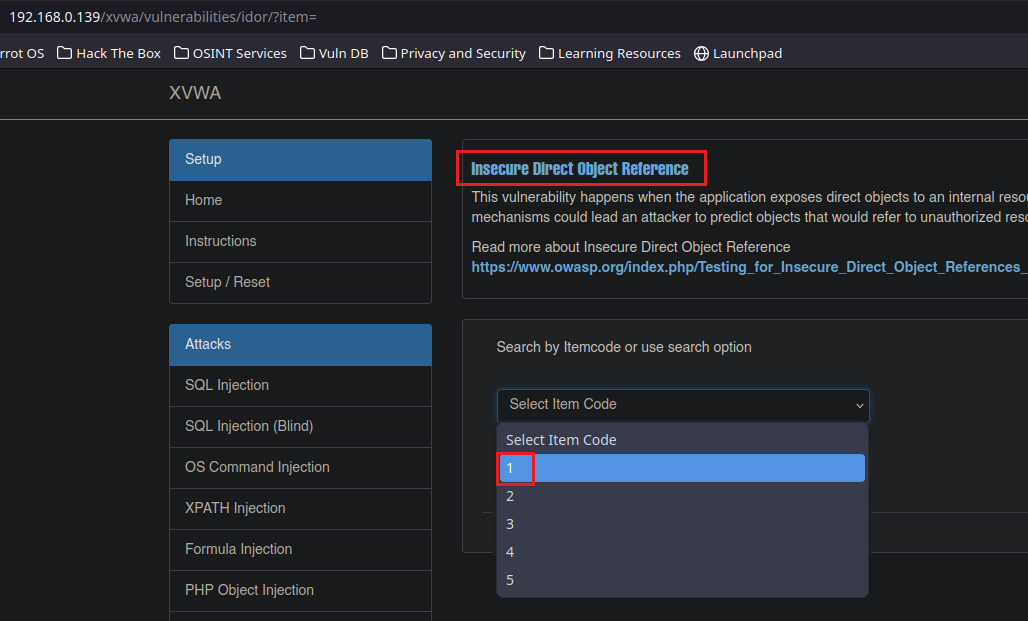 192.168.0.139/xvwa/vulnerabilities/idor/?item=
rrot OS Hack The Box OSINT Services Vuln DB Privacy and Security Learning Resources Launchpad
XVWA
Setup
Home
Instructions
Setup / Reset
Attacks
SQL Injection
SQL Injection (Blind)
OS Command Injection
XPATH Injection
Formula Injection
PHP Object Injection
Insecure Direct Object Reference
This vulnerability happens when the application exposes direct objects to an internal resou
mechanisms could lead an attacker to predict objects that would refer to unauthorized reso
Read more about Insecure Direct Object Reference
https://www.owasp.org/index.php/Testing_for_Insecure_Direct_Object_References_
Search by Itemcode or use search option
Select Item Code
Select Item Code
1
2
3
4
5